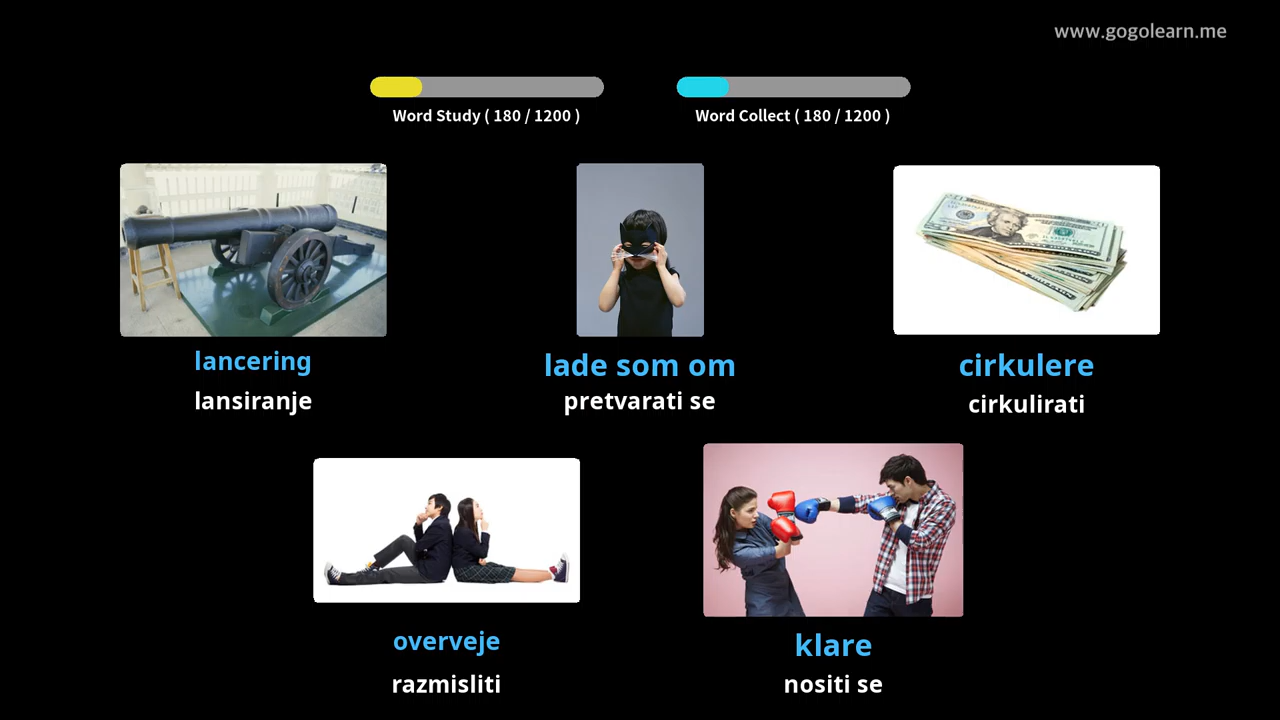 www.gogolearn.me
Word Study ( 180 / 1200 )
Word Collect ( 180 / 1200 )
lancering
lansiranje
lade som om
pretvarati se
cirkulere
cirkulirati
overveje
razmisliti
klare
nositi se